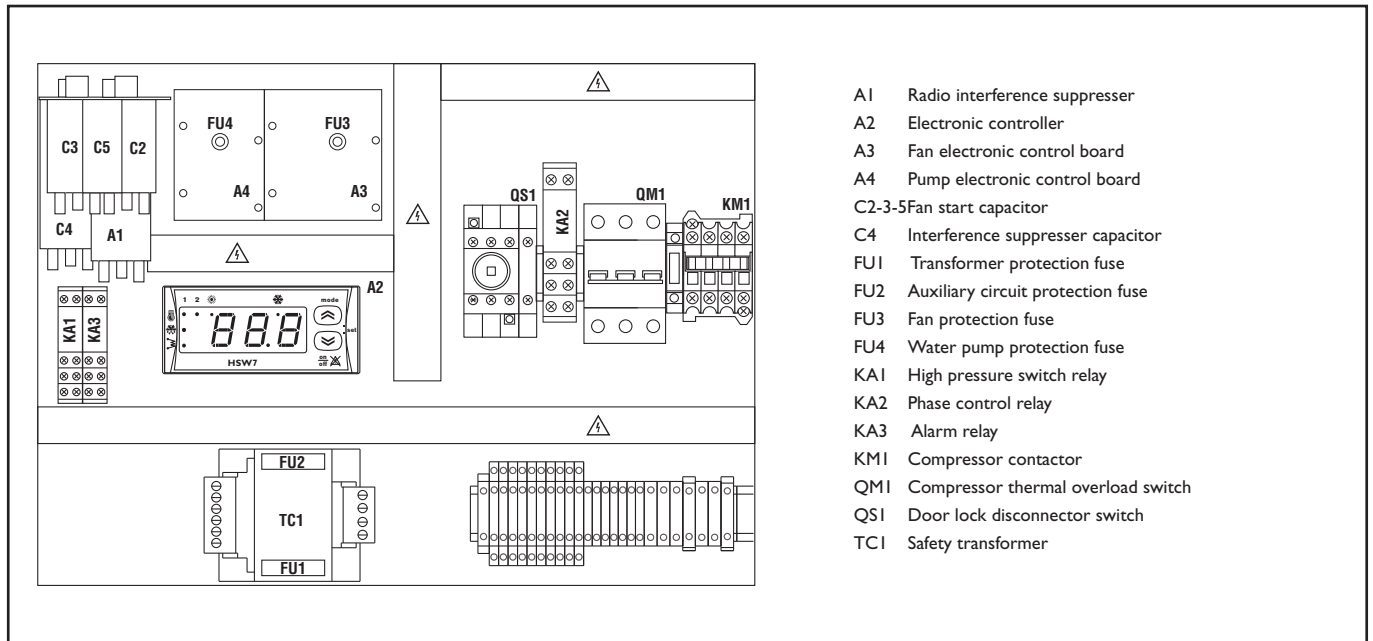 C3 C5 C2
FU4 FU3
A4 A3
C4 A1
KA1 KA3
A2
1 2 mode
888
set
HSW7
on
off
QS1
KA2
QM1
KM1
FU2
TC1
FU1
A1 Radio interference suppresser
A2 Electronic controller
A3 Fan electronic control board
A4 Pump electronic control board
C2-3-5Fan start capacitor
C4 Interference suppresser capacitor
FU1 Transformer protection fuse
FU2 Auxiliary circuit protection fuse
FU3 Fan protection fuse
FU4 Water pump protection fuse
KA1 High pressure switch relay
KA2 Phase control relay
KA3 Alarm relay
KM1 Compressor contactor
QM1 Compressor thermal overload switch
QS1 Door lock disconnector switch
TC1 Safety transformer